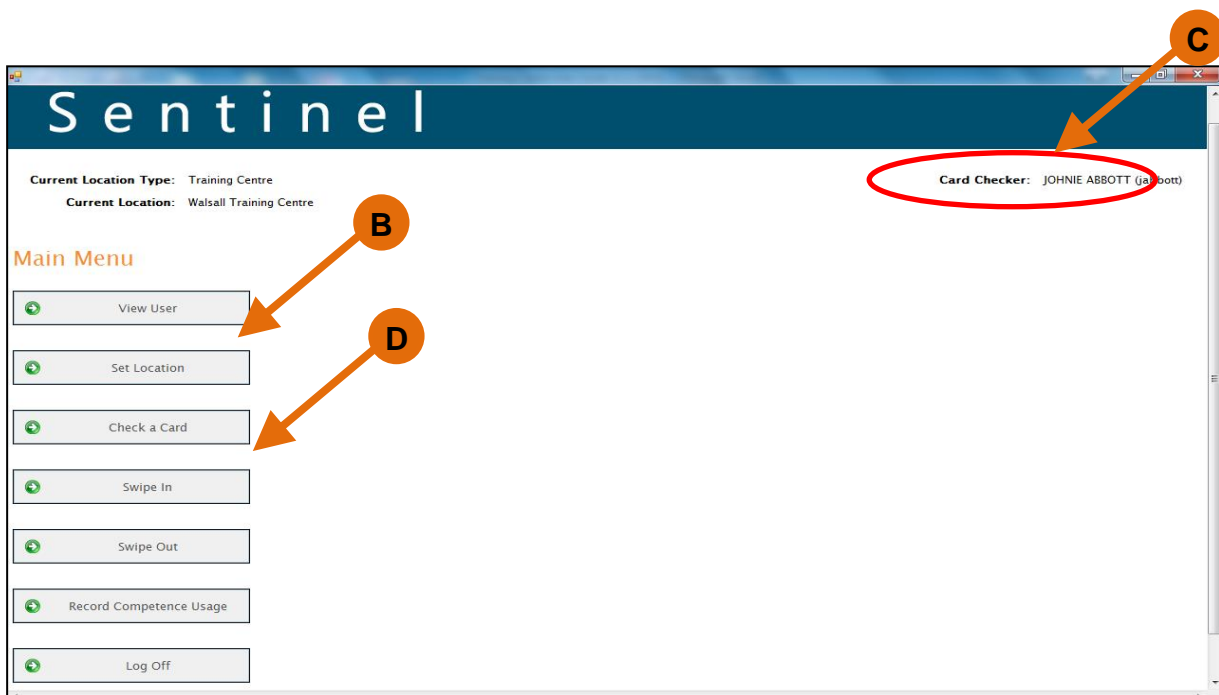 C
Sentinel
Current Location Type: Training Centre
Card Checker: JOHNIE ABBOTT (jabbott)
Current Location: Walsall Training Centre
B
Main Menu
View User
D
Set Location
Check a Card
Swipe In
Swipe Out
Record Competence Usage
Log Off